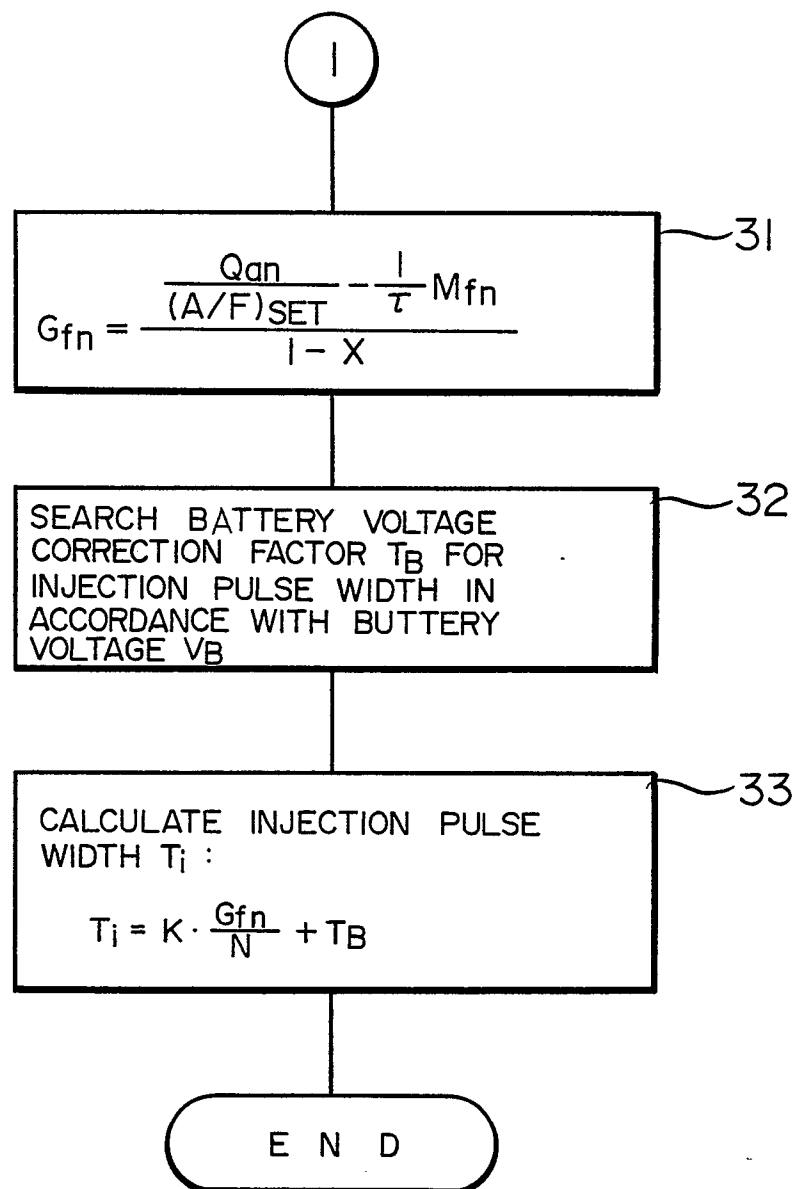 1
31
Gfn = (Qan / (A/F)SET − 1/τ Mfn) / (1 − X)
32
SEARCH BATTERY VOLTAGE
CORRECTION FACTOR TB FOR
INJECTION PULSE WIDTH IN
ACCORDANCE WITH BUTTERY
VOLTAGE VB
33
CALCULATE INJECTION PULSE
WIDTH Ti :
Ti = K · Gfn / N + TB
END